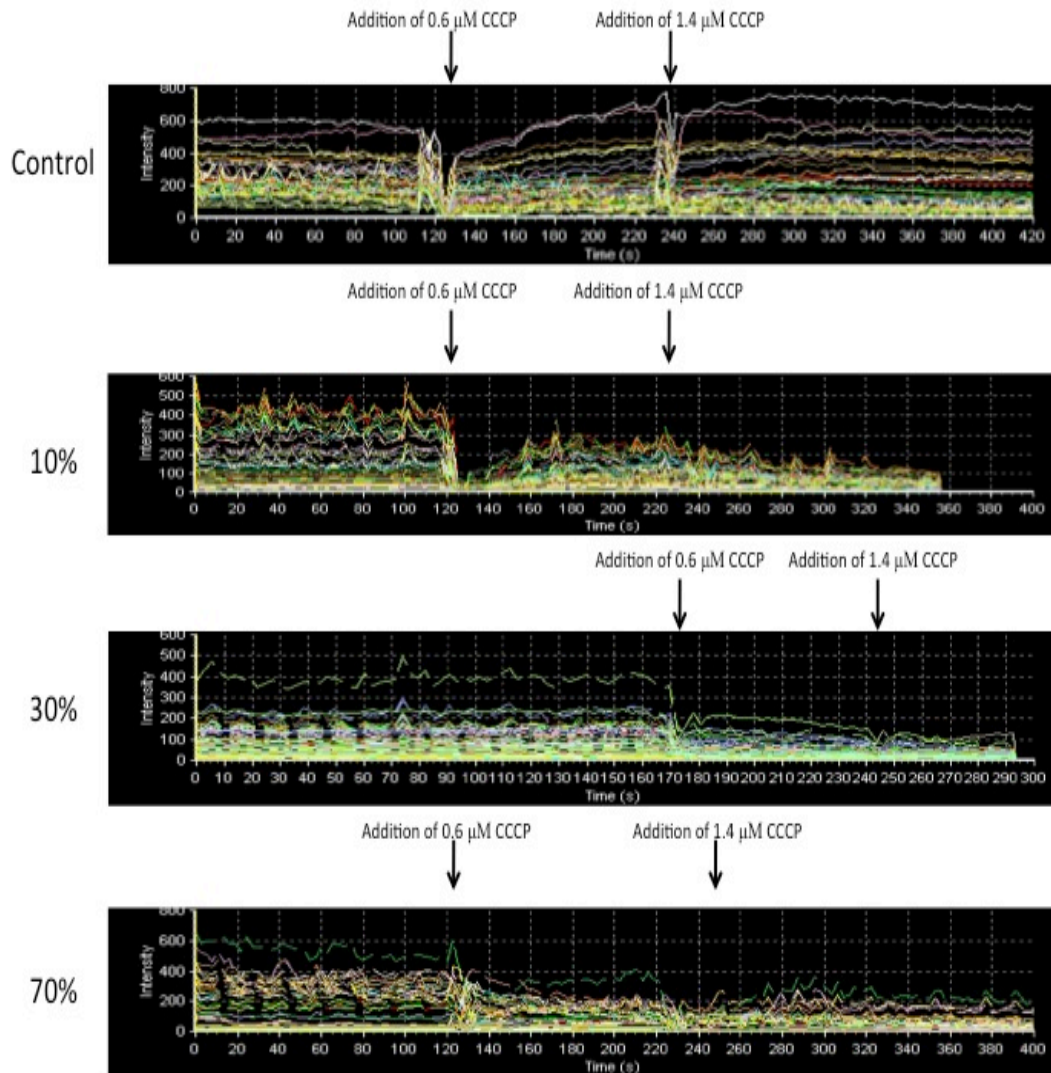 Addition of 0.6 μM CCCP Addition of 1.4 μM CCCP
Control
Intensity
800
600
400
200
0
0 20 40 60 80 100 120 140 160 180 200 220 240 260 280 300 320 340 360 380 400 420
Time (s)
Addition of 0.6 μM CCCP Addition of 1.4 μM CCCP
10%
Intensity
600
500
400
300
200
100
0
0 20 40 60 80 100 120 140 160 180 200 220 240 260 280 300 320 340 360 380 400
Time (s)
Addition of 0.6 μM CCCP Addition of 1.4 μM CCCP
30%
Intensity
600
500
400
300
200
100
0
0 10 20 30 40 50 60 70 80 90 100 110 120 130 140 150 160 170 180 190 200 210 220 230 240 250 260 270 280 290 300
Time (s)
Addition of 0.6 μM CCCP Addition of 1.4 μM CCCP
70%
Intensity
800
600
400
200
0
0 20 40 60 80 100 120 140 160 180 200 220 240 260 280 300 320 340 360 380 400
Time (s)